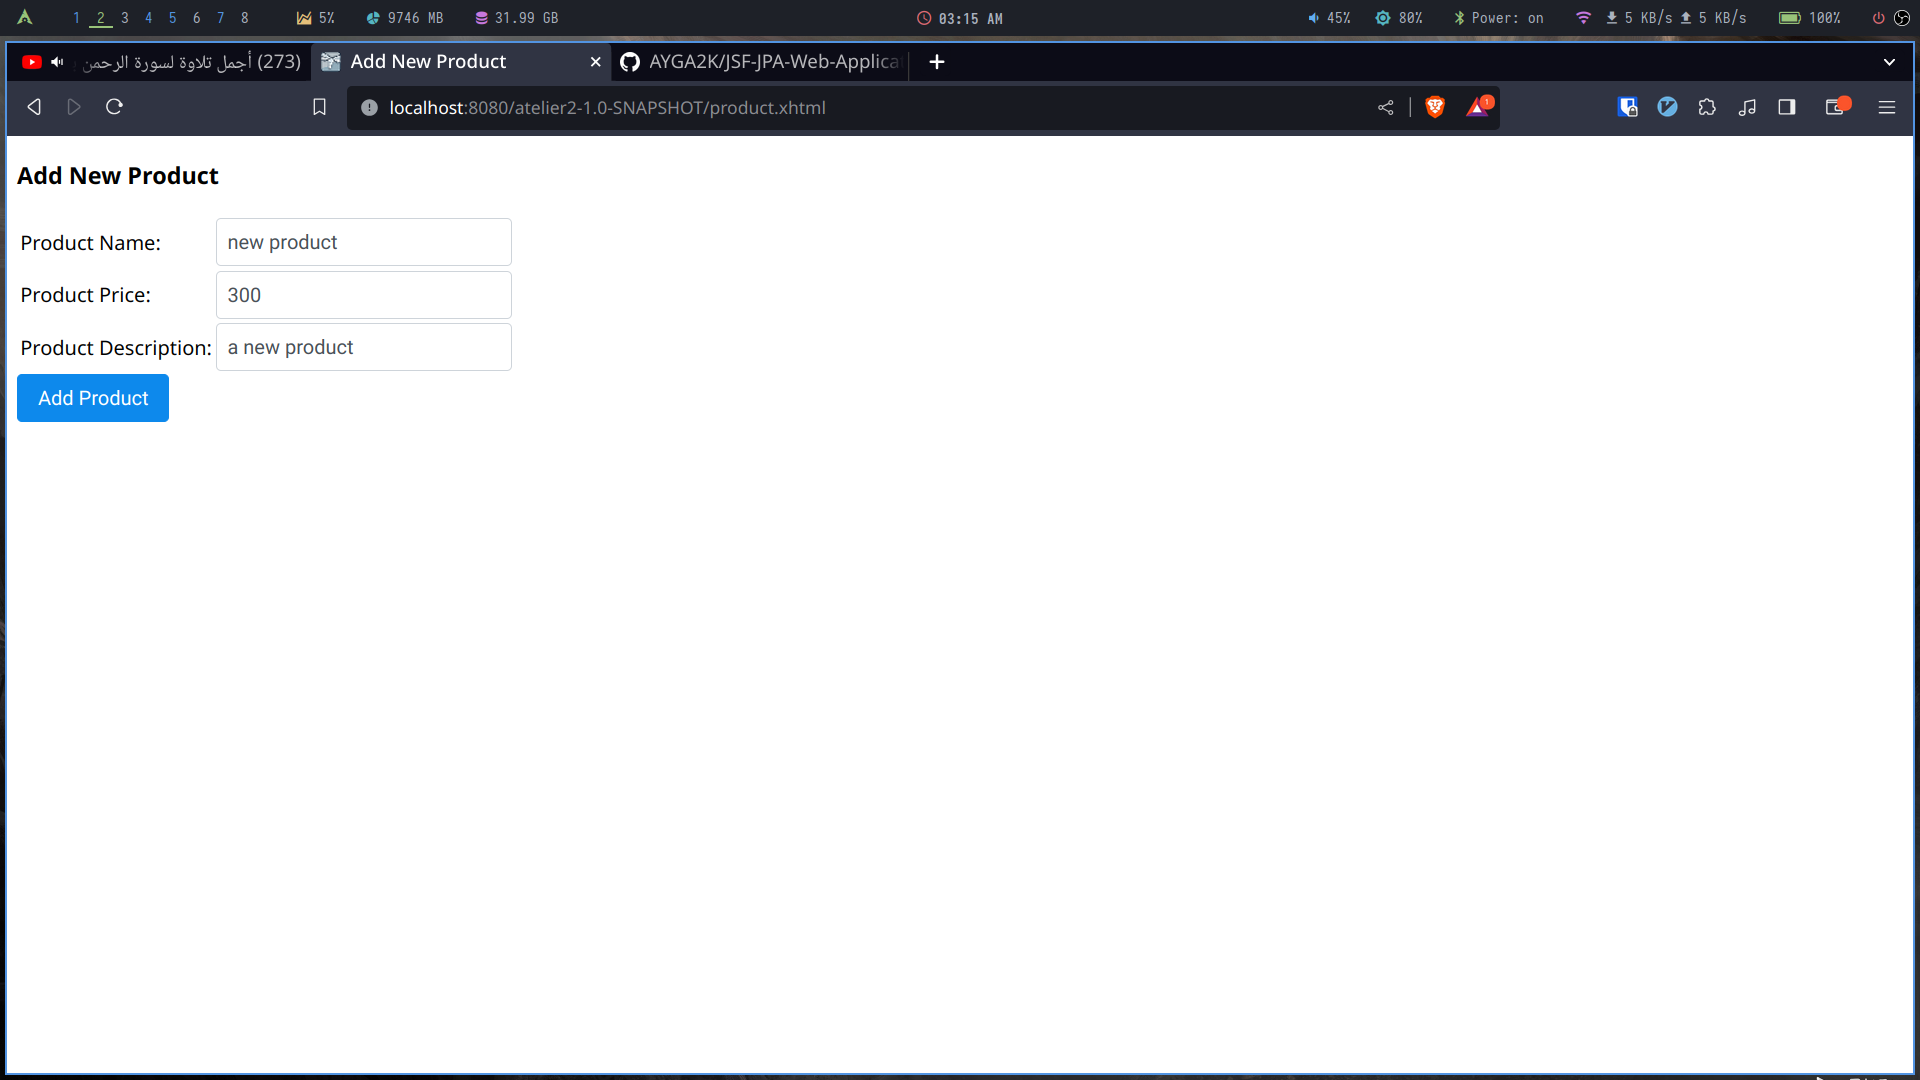 1 2 3 4 5 6 7 8 5% 9746 MB 31.99 GB 03:15 AM 45% 80% Power: on 5 KB/s 5 KB/s 100%
(273) أجمل تلاوة لسورة الرحمن Add New Product AYGA2K/JSF-JPA-Web-Applica
localhost:8080/atelier2-1.0-SNAPSHOT/product.xhtml 1
Add New Product
Product Name: new product
Product Price: 300
Product Description: a new product
Add Product